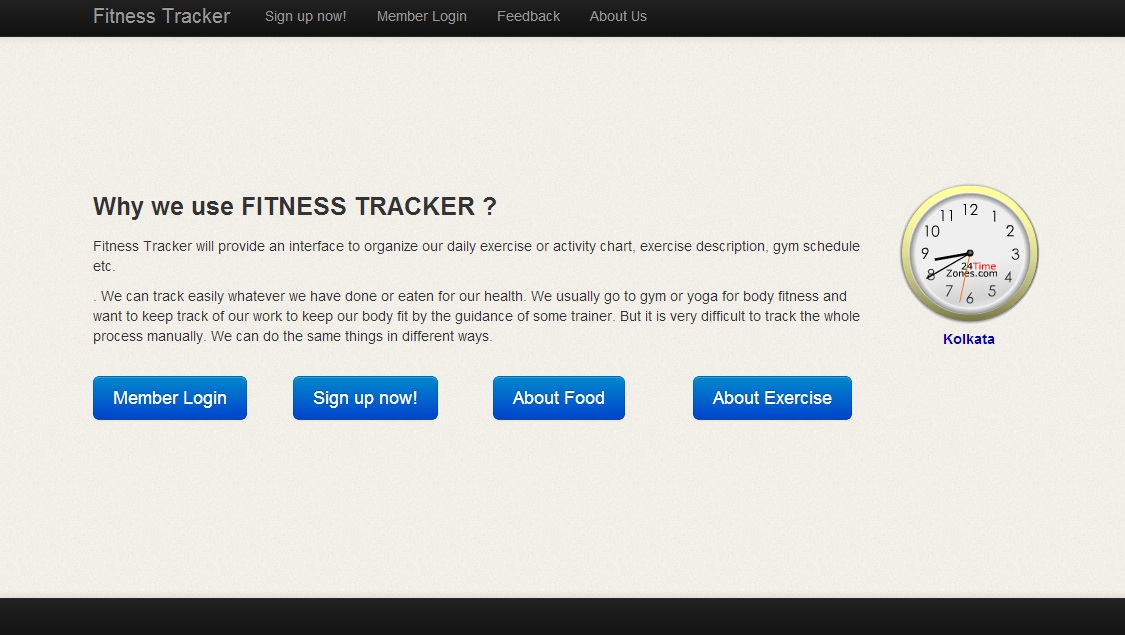 Fitness Tracker Sign up now! Member Login Feedback About Us
Why we use FITNESS TRACKER ?
Fitness Tracker will provide an interface to organize our daily exercise or activity chart, exercise description, gym schedule
etc.
. We can track easily whatever we have done or eaten for our health. We usually go to gym or yoga for body fitness and
want to keep track of our work to keep our body fit by the guidance of some trainer. But it is very difficult to track the whole
process manually. We can do the same things in different ways.
Member Login Sign up now! About Food About Exercise
12
11 1
10 2
9 3
8 4
7 5
6
24Time
Zones.com
Kolkata